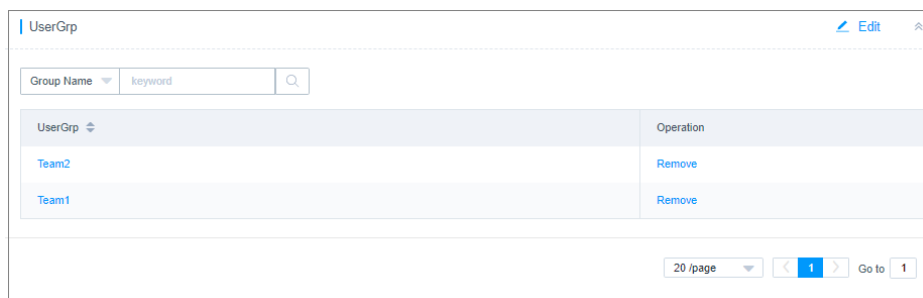 UserGrp Edit
Group Name keyword
UserGrp Operation
Team2 Remove
Team1 Remove
20 /page 1 Go to 1